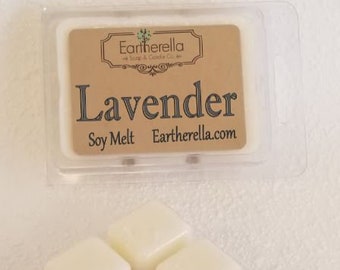 Eartherella
Soap & Candle Co
Lavender
Soy Melt Eartherella.com